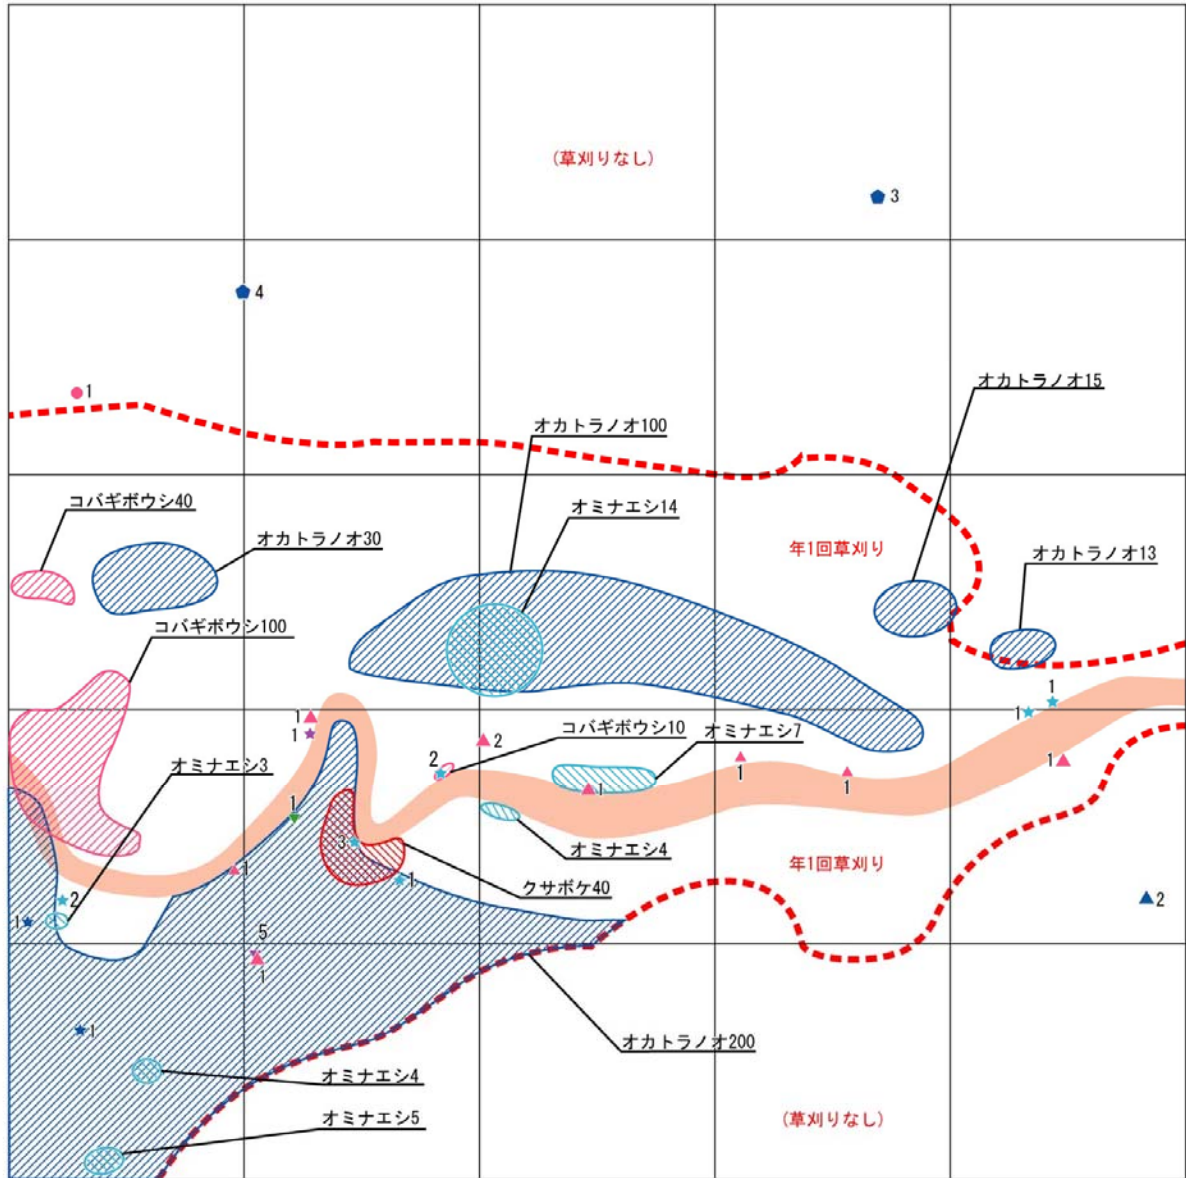 (草刈りなし)
3
4
1
オカトラノオ15
オカトラノオ100
コバギボウシ40
オミナエシ14
オカトラノオ30
年1回草刈り
オカトラノオ13
コバギボウシ100
1
1
1
1
コバギボウシ10
オミナエシ7
2
2
オミナエシ3
1
1
1
1
1
3
オミナエシ4
年1回草刈り
1
1
クサボケ40
2
2
1
5
1
1
オカトラノオ200
オミナエシ4
オミナエシ5
(草刈りなし)